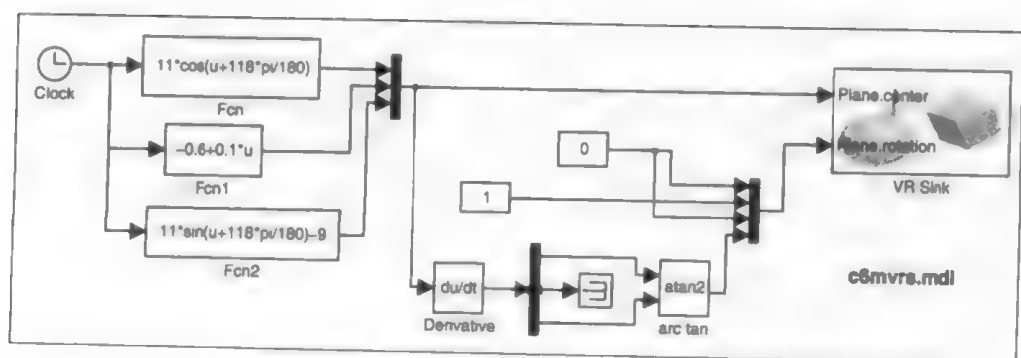 Clock
11*cos(u+118*pi/180)
Fcn
-0.6+0.1*u
Fcn1
11*sin(u+118*pi/180)-9
Fcn2
Plane.center
Plane.rotation
VR Sink
0
1
du/dt
Derivative
atan2
arc tan
c6mvrs.mdl